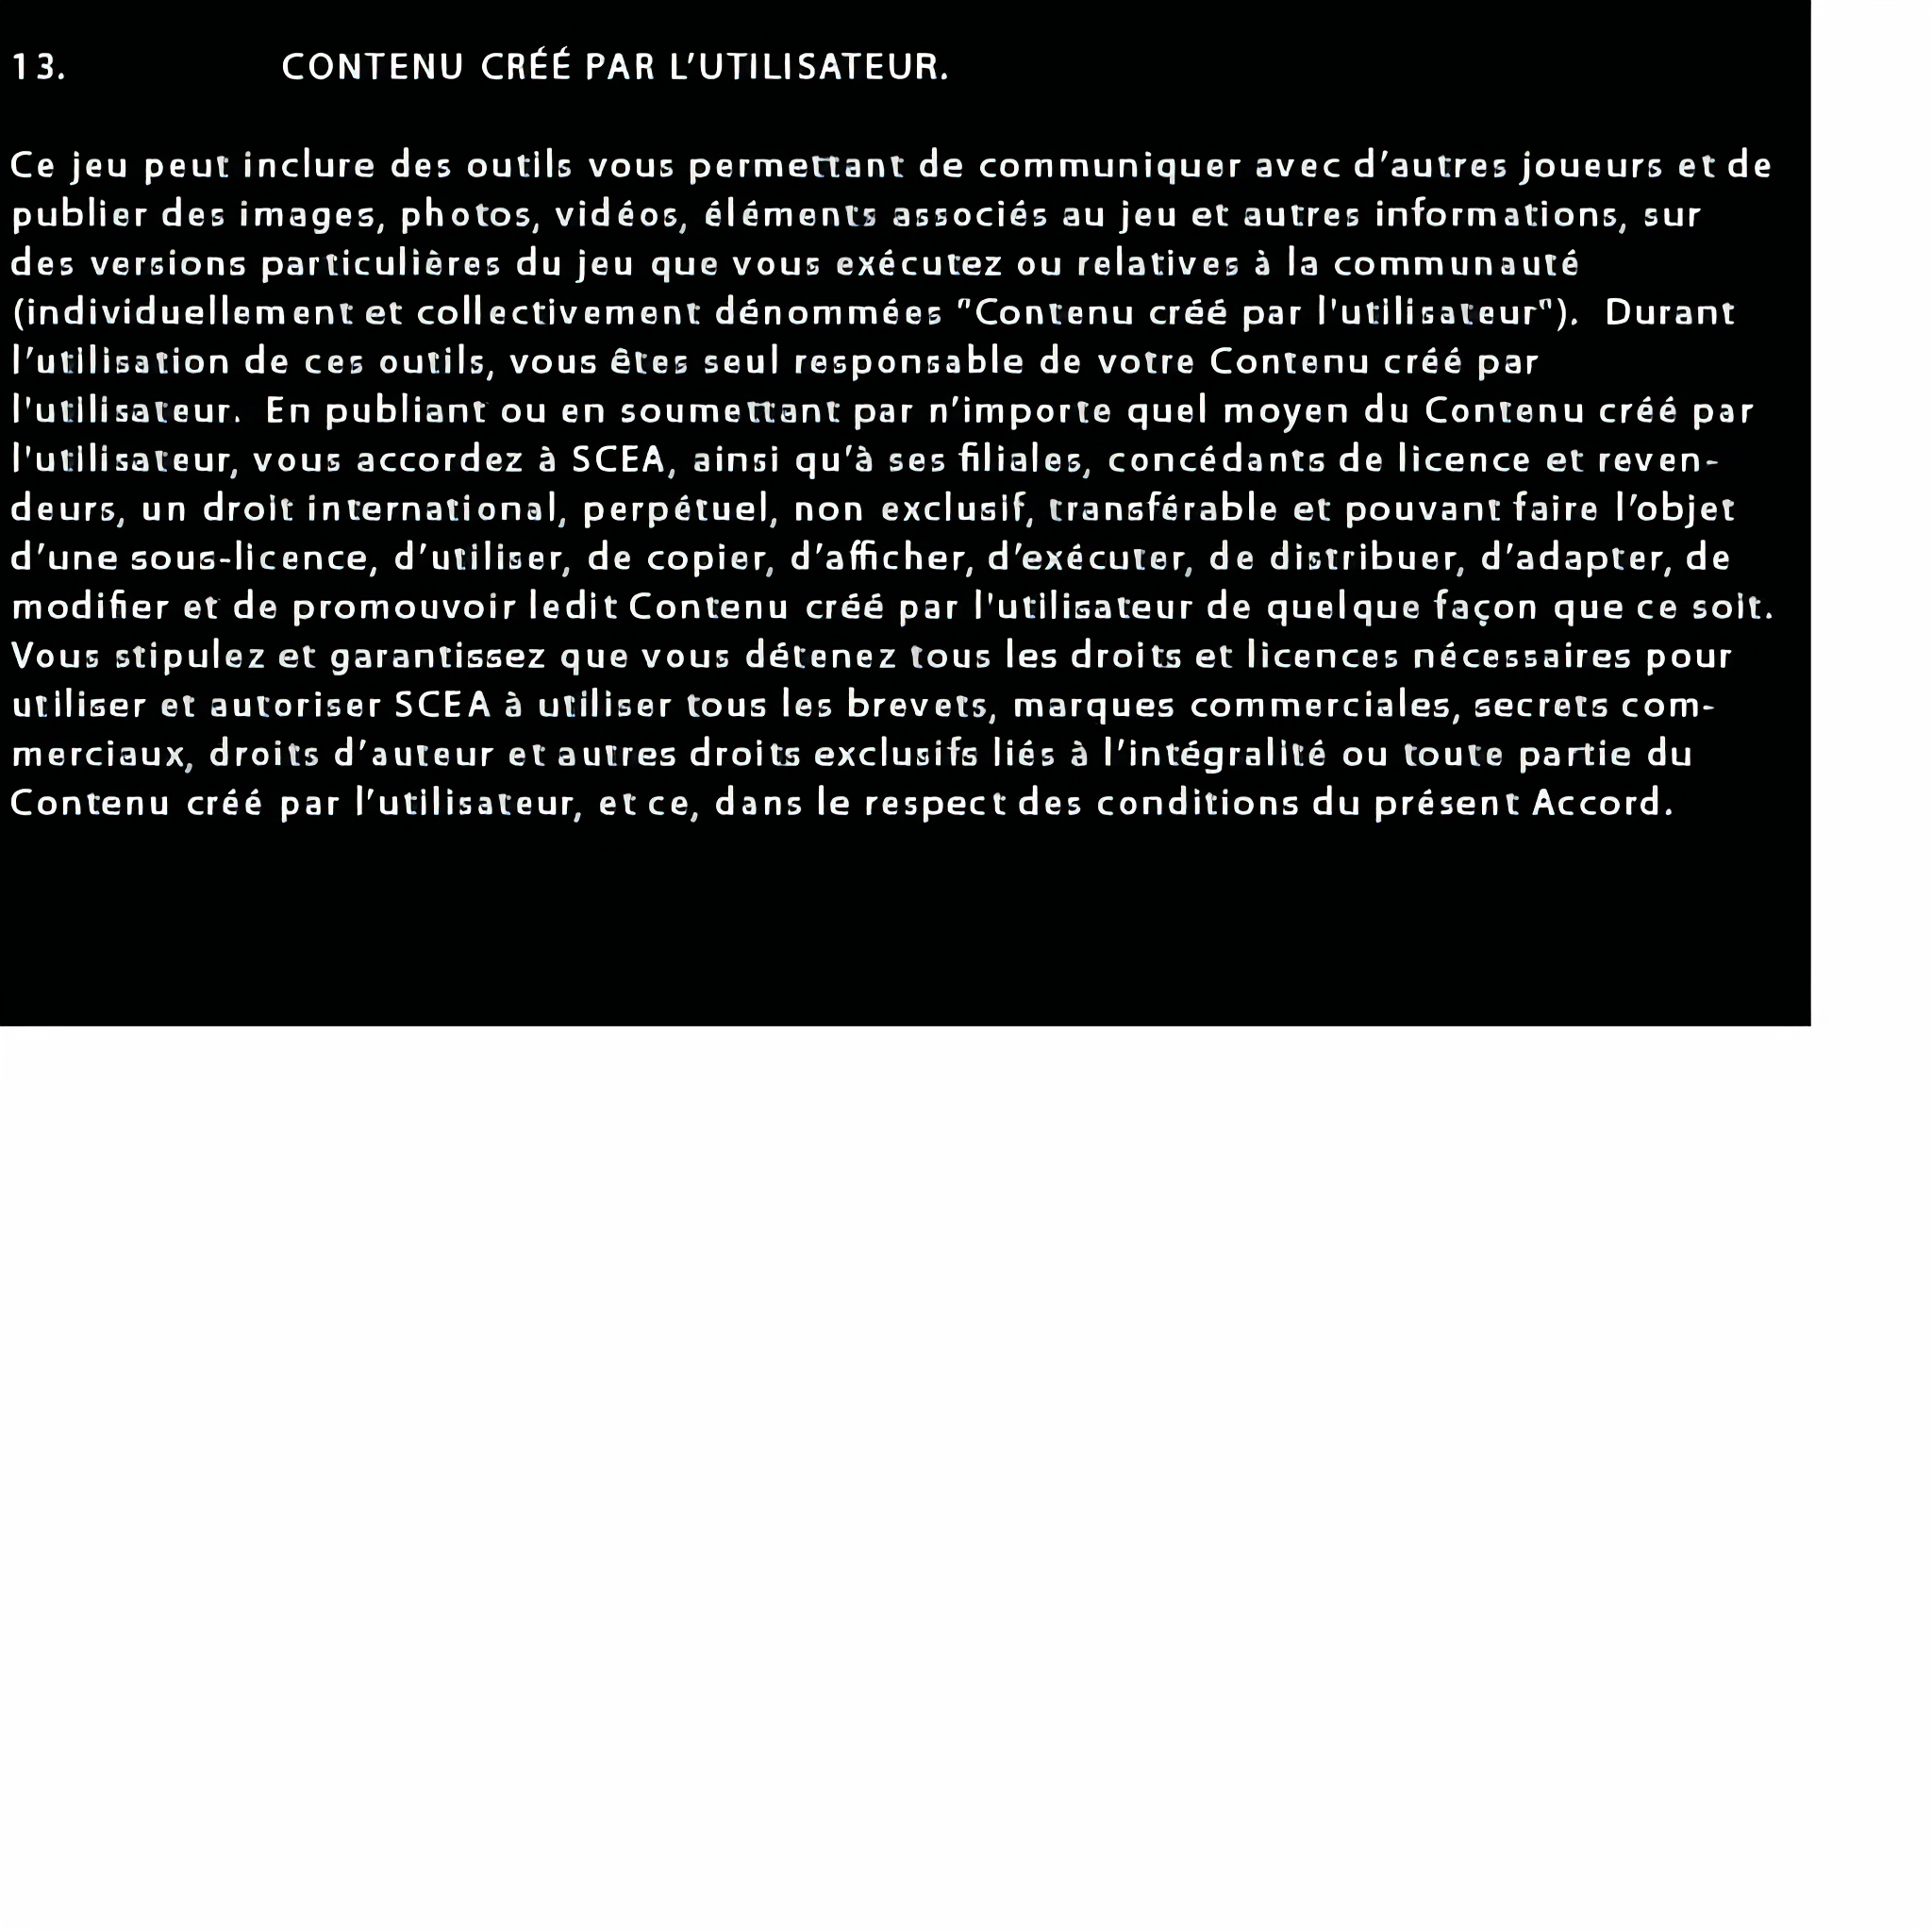 13. CONTENU CRÉÉ PAR L'UTILISATEUR.
Ce jeu peut inclure des outils vous permettant de communiquer avec d'autres joueurs et de
publier des images, photos, vidéos, éléments associés au jeu et autres informations, sur
des versions particulières du jeu que vous exécutez ou relatives à la communauté
(individuellement et collectivement dénommées "Contenu créé par l'utilisateur"). Durant
l'utilisation de ces outils, vous êtes seul responsable de votre Contenu créé par
l'utilisateur. En publiant ou en soumettant par n'importe quel moyen du Contenu créé par
l'utilisateur, vous accordez à SCEA, ainsi qu'à ses filiales, concédants de licence et reven-
deurs, un droit international, perpétuel, non exclusif, transférable et pouvant faire l'objet
d'une sous-licence, d'utiliser, de copier, d'afficher, d'exécuter, de distribuer, d'adapter, de
modifier et de promouvoir ledit Contenu créé par l'utilisateur de quelque façon que ce soit.
Vous stipulez et garantissez que vous détenez tous les droits et licences nécessaires pour
utiliser et autoriser SCEA à utiliser tous les brevets, marques commerciales, secrets com-
merciaux, droits d'auteur et autres droits exclusifs liés à l'intégralité ou toute partie du
Contenu créé par l'utilisateur, et ce, dans le respect des conditions du présent Accord.